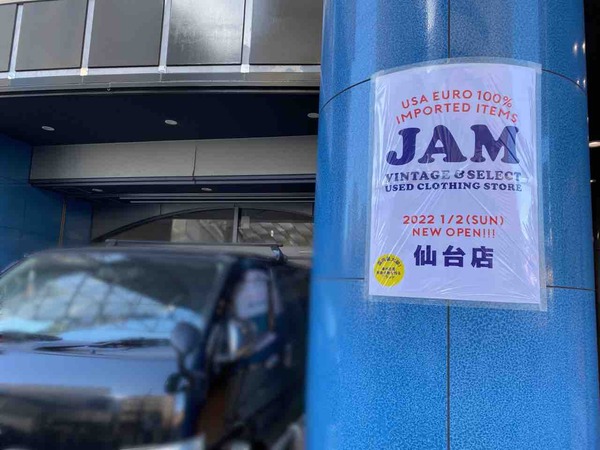 USA EURO 100%
IMPORTED ITEMS
JAM
VINTAGE & SELECT
USED CLOTHING STORE
2022 1/2(SUN)
NEW OPEN!!!
仙台店